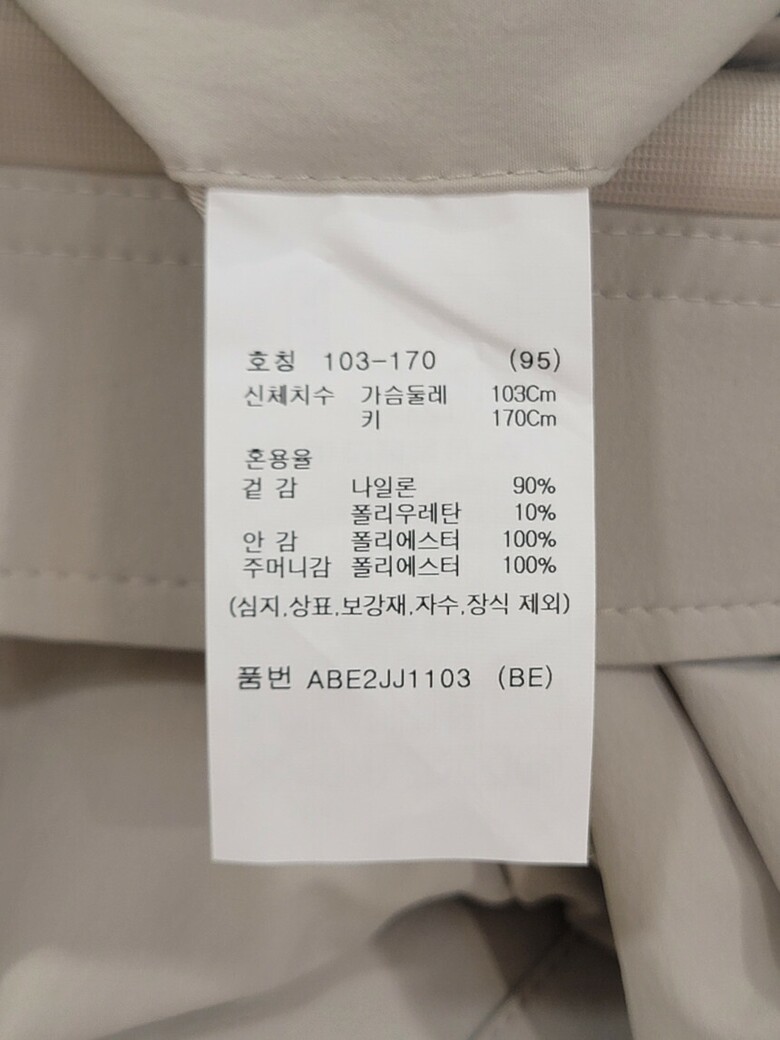 호칭 103-170 (95)
신체치수 가슴둘레 103Cm
키 170Cm
혼용율
겉 감 나일론 90%
폴리우레탄 10%
안 감 폴리에스터 100%
주머니감 폴리에스터 100%
(심지,상표,보강재,자수,장식 제외)
품번 ABE2JJ1103 (BE)